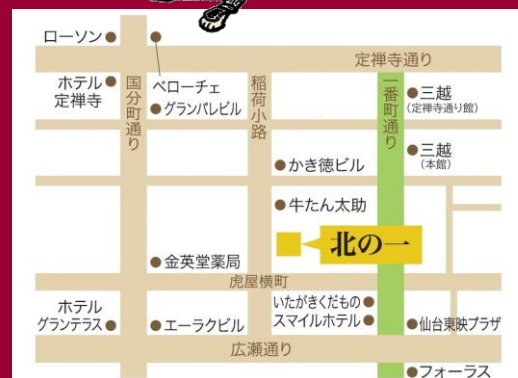 ローソン
定禅寺通り
ホテル
定禅寺
国分町通り
ベローチェ
グランパレビル
稲荷小路
一番町通り
三越
(定禅寺通り館)
三越
(本館)
かき徳ビル
牛たん太助
北の一
金英堂薬局
虎屋横町
ホテル
グランテラス
エーラクビル
いたがきくだもの
スマイルホテル
仙台東映プラザ
広瀬通り
フォーラス